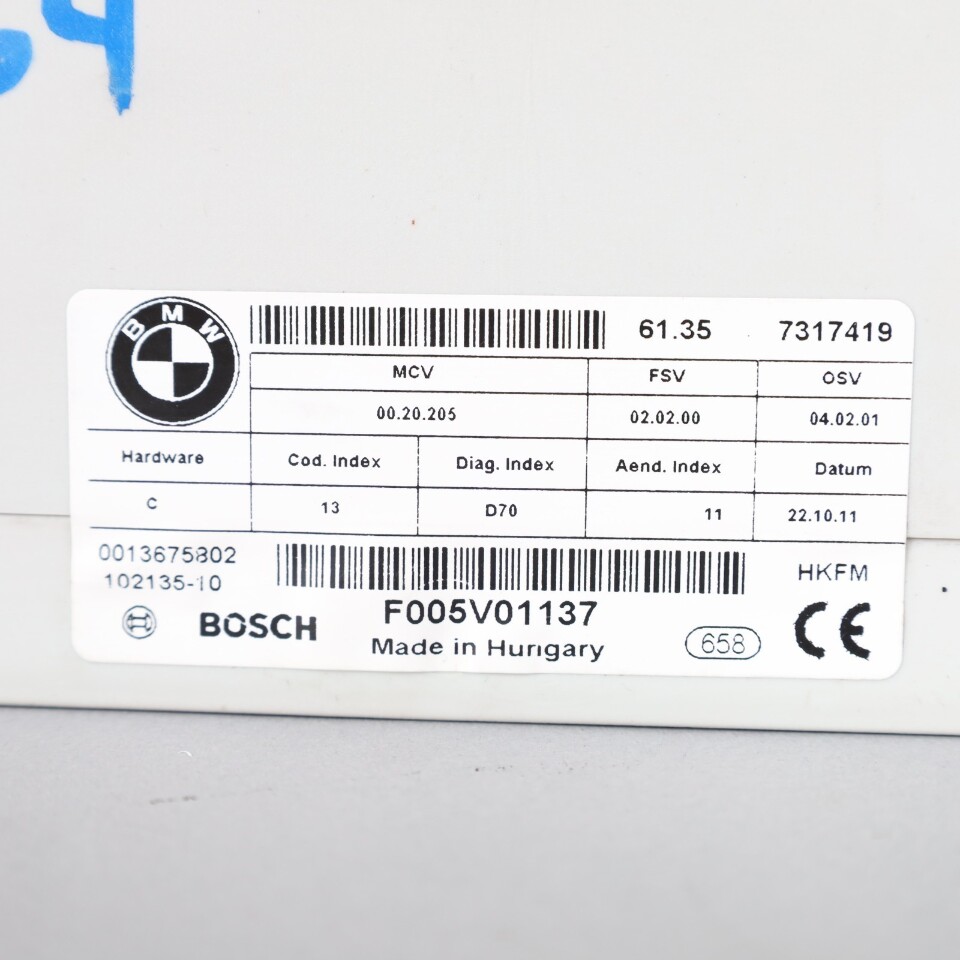 BMW
61.35 7317419
MCV FSV OSV
00.20.205 02.02.00 04.02.01
Hardware Cod. Index Diag. Index Aend. Index Datum
C 13 D70 11 22.10.11
0013675802
102135-10
HKFM
BOSCH
F005V01137
Made in Hungary
658
CE